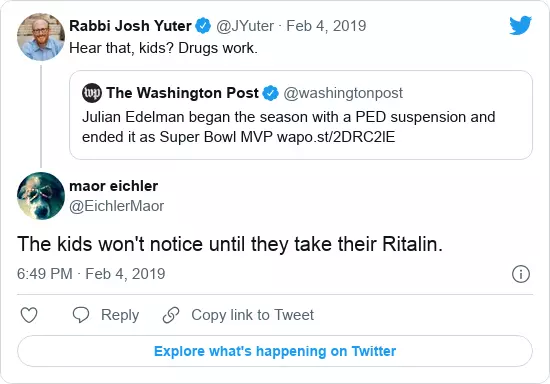 Rabbi Josh Yuter @JYuter · Feb 4, 2019
Hear that, kids? Drugs work.
wp The Washington Post @washingtonpost
Julian Edelman began the season with a PED suspension and
ended it as Super Bowl MVP wapo.st/2DRC2lE
maor eichler
@EichlerMaor
The kids won't notice until they take their Ritalin.
6:49 PM · Feb 4, 2019
Reply Copy link to Tweet
Explore what's happening on Twitter